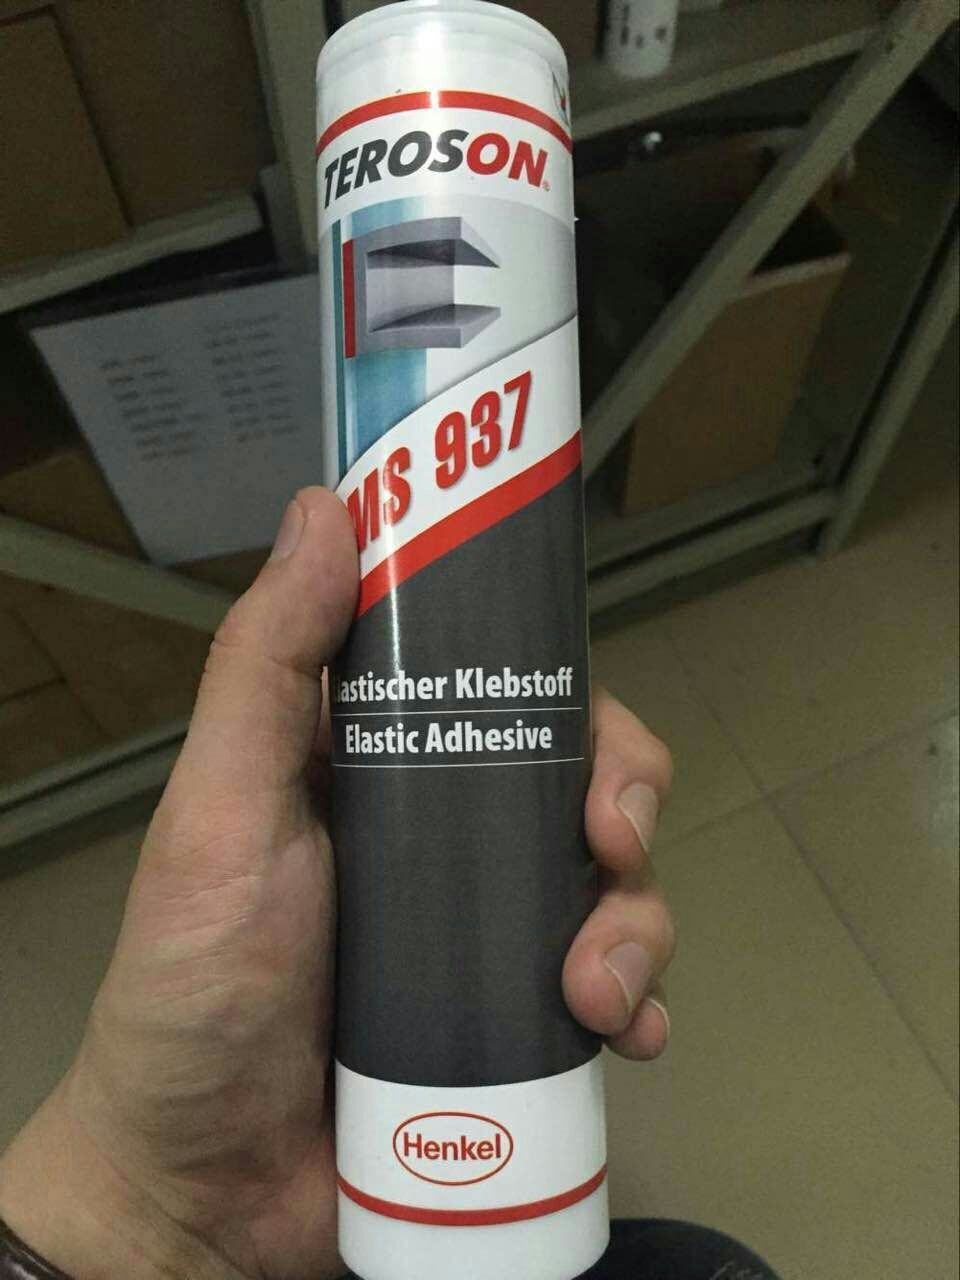 TEROSON®
MS 937
lastischer Klebstoff
Elastic Adhesive
Henkel